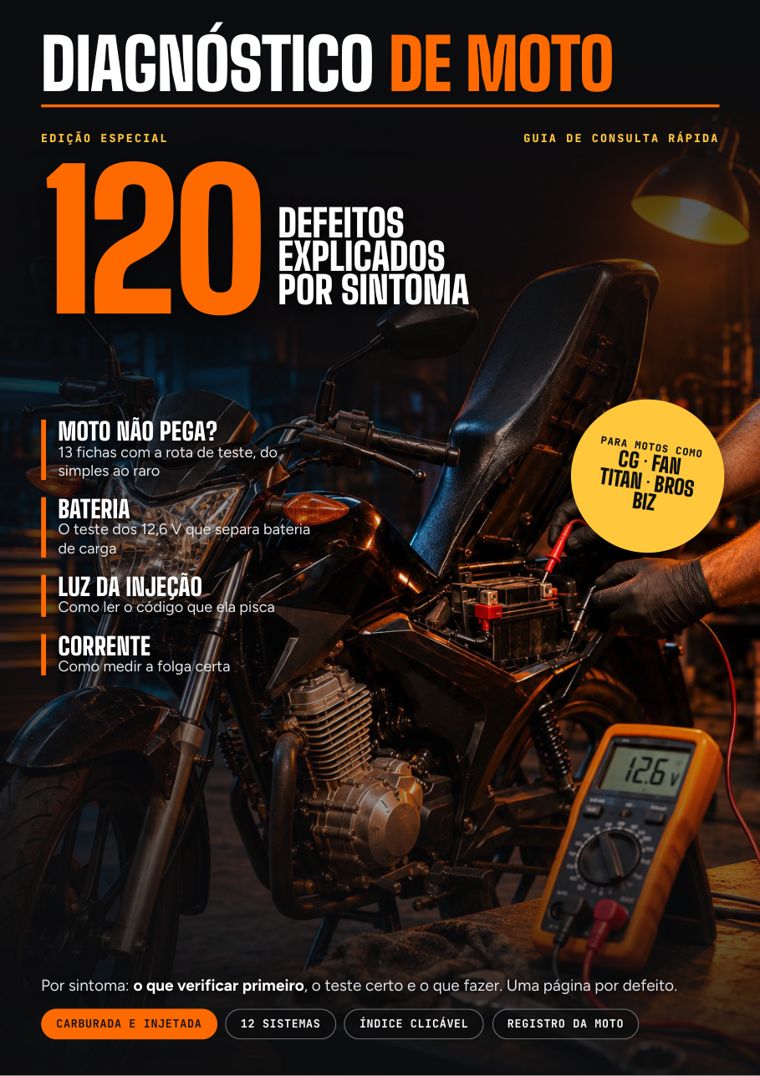 DIAGNÓSTICO DE MOTO
EDIÇÃO ESPECIAL
GUIA DE CONSULTA RÁPIDA
120
DEFEITOS
EXPLICADOS
POR SINTOMA
MOTO NÃO PEGA?
13 fichas com a rota de teste, do
simples ao raro
BATERIA
O teste dos 12,6 V que separa bateria
de carga
LUZ DA INJEÇÃO
Como ler o código que ela pisca
CORRENTE
Como medir a folga certa
PARA MOTOS COMO
CG · FAN
TITAN · BROS
BIZ
12.6 V
Por sintoma: o que verificar primeiro, o teste certo e o que fazer. Uma página por defeito.
CARBURADA E INJETADA
12 SISTEMAS
ÍNDICE CLICÁVEL
REGISTRO DA MOTO